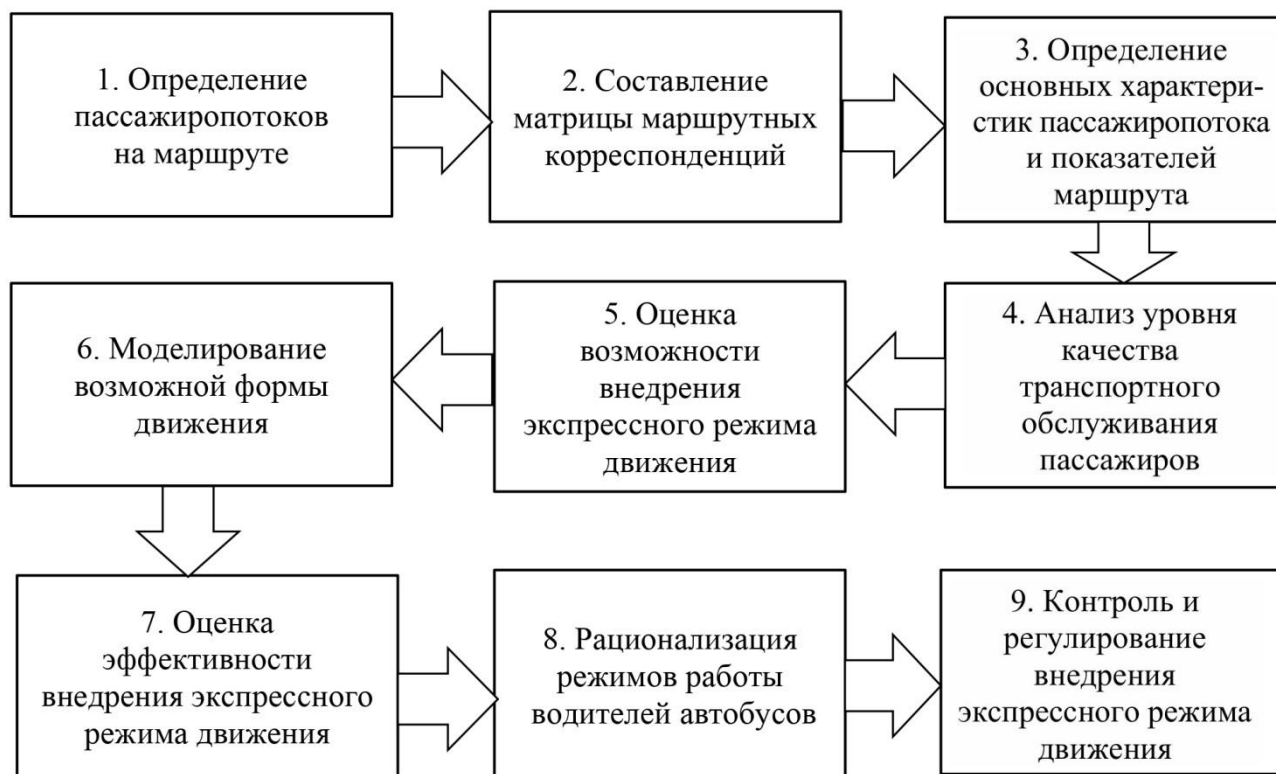 1. Определение
пассажиропотоков
на маршруте
2. Составление
матрицы маршрутных
корреспонденций
3. Определение
основных характери-
стик пассажиропотока
и показателей
маршрута
4. Анализ уровня
качества
транспортного
обслуживания
пассажиров
5. Оценка
возможности
внедрения
экспрессного режима
движения
6. Моделирование
возможной формы
движения
7. Оценка
эффективности
внедрения экспрессного
режима движения
8. Рационализация
режимов работы
водителей автобусов
9. Контроль и
регулирование
внедрения
экспрессного режима
движения